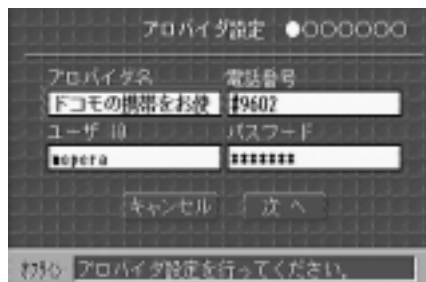 プロバイダ設定 ●○○○○○○
プロバイダ名 電話番号
ドコモの携帯をお使 #9602
ユーザ ID パスワード
mopera *******
キャンセル 次 へ
オフライン プロバイダ設定を行ってください。